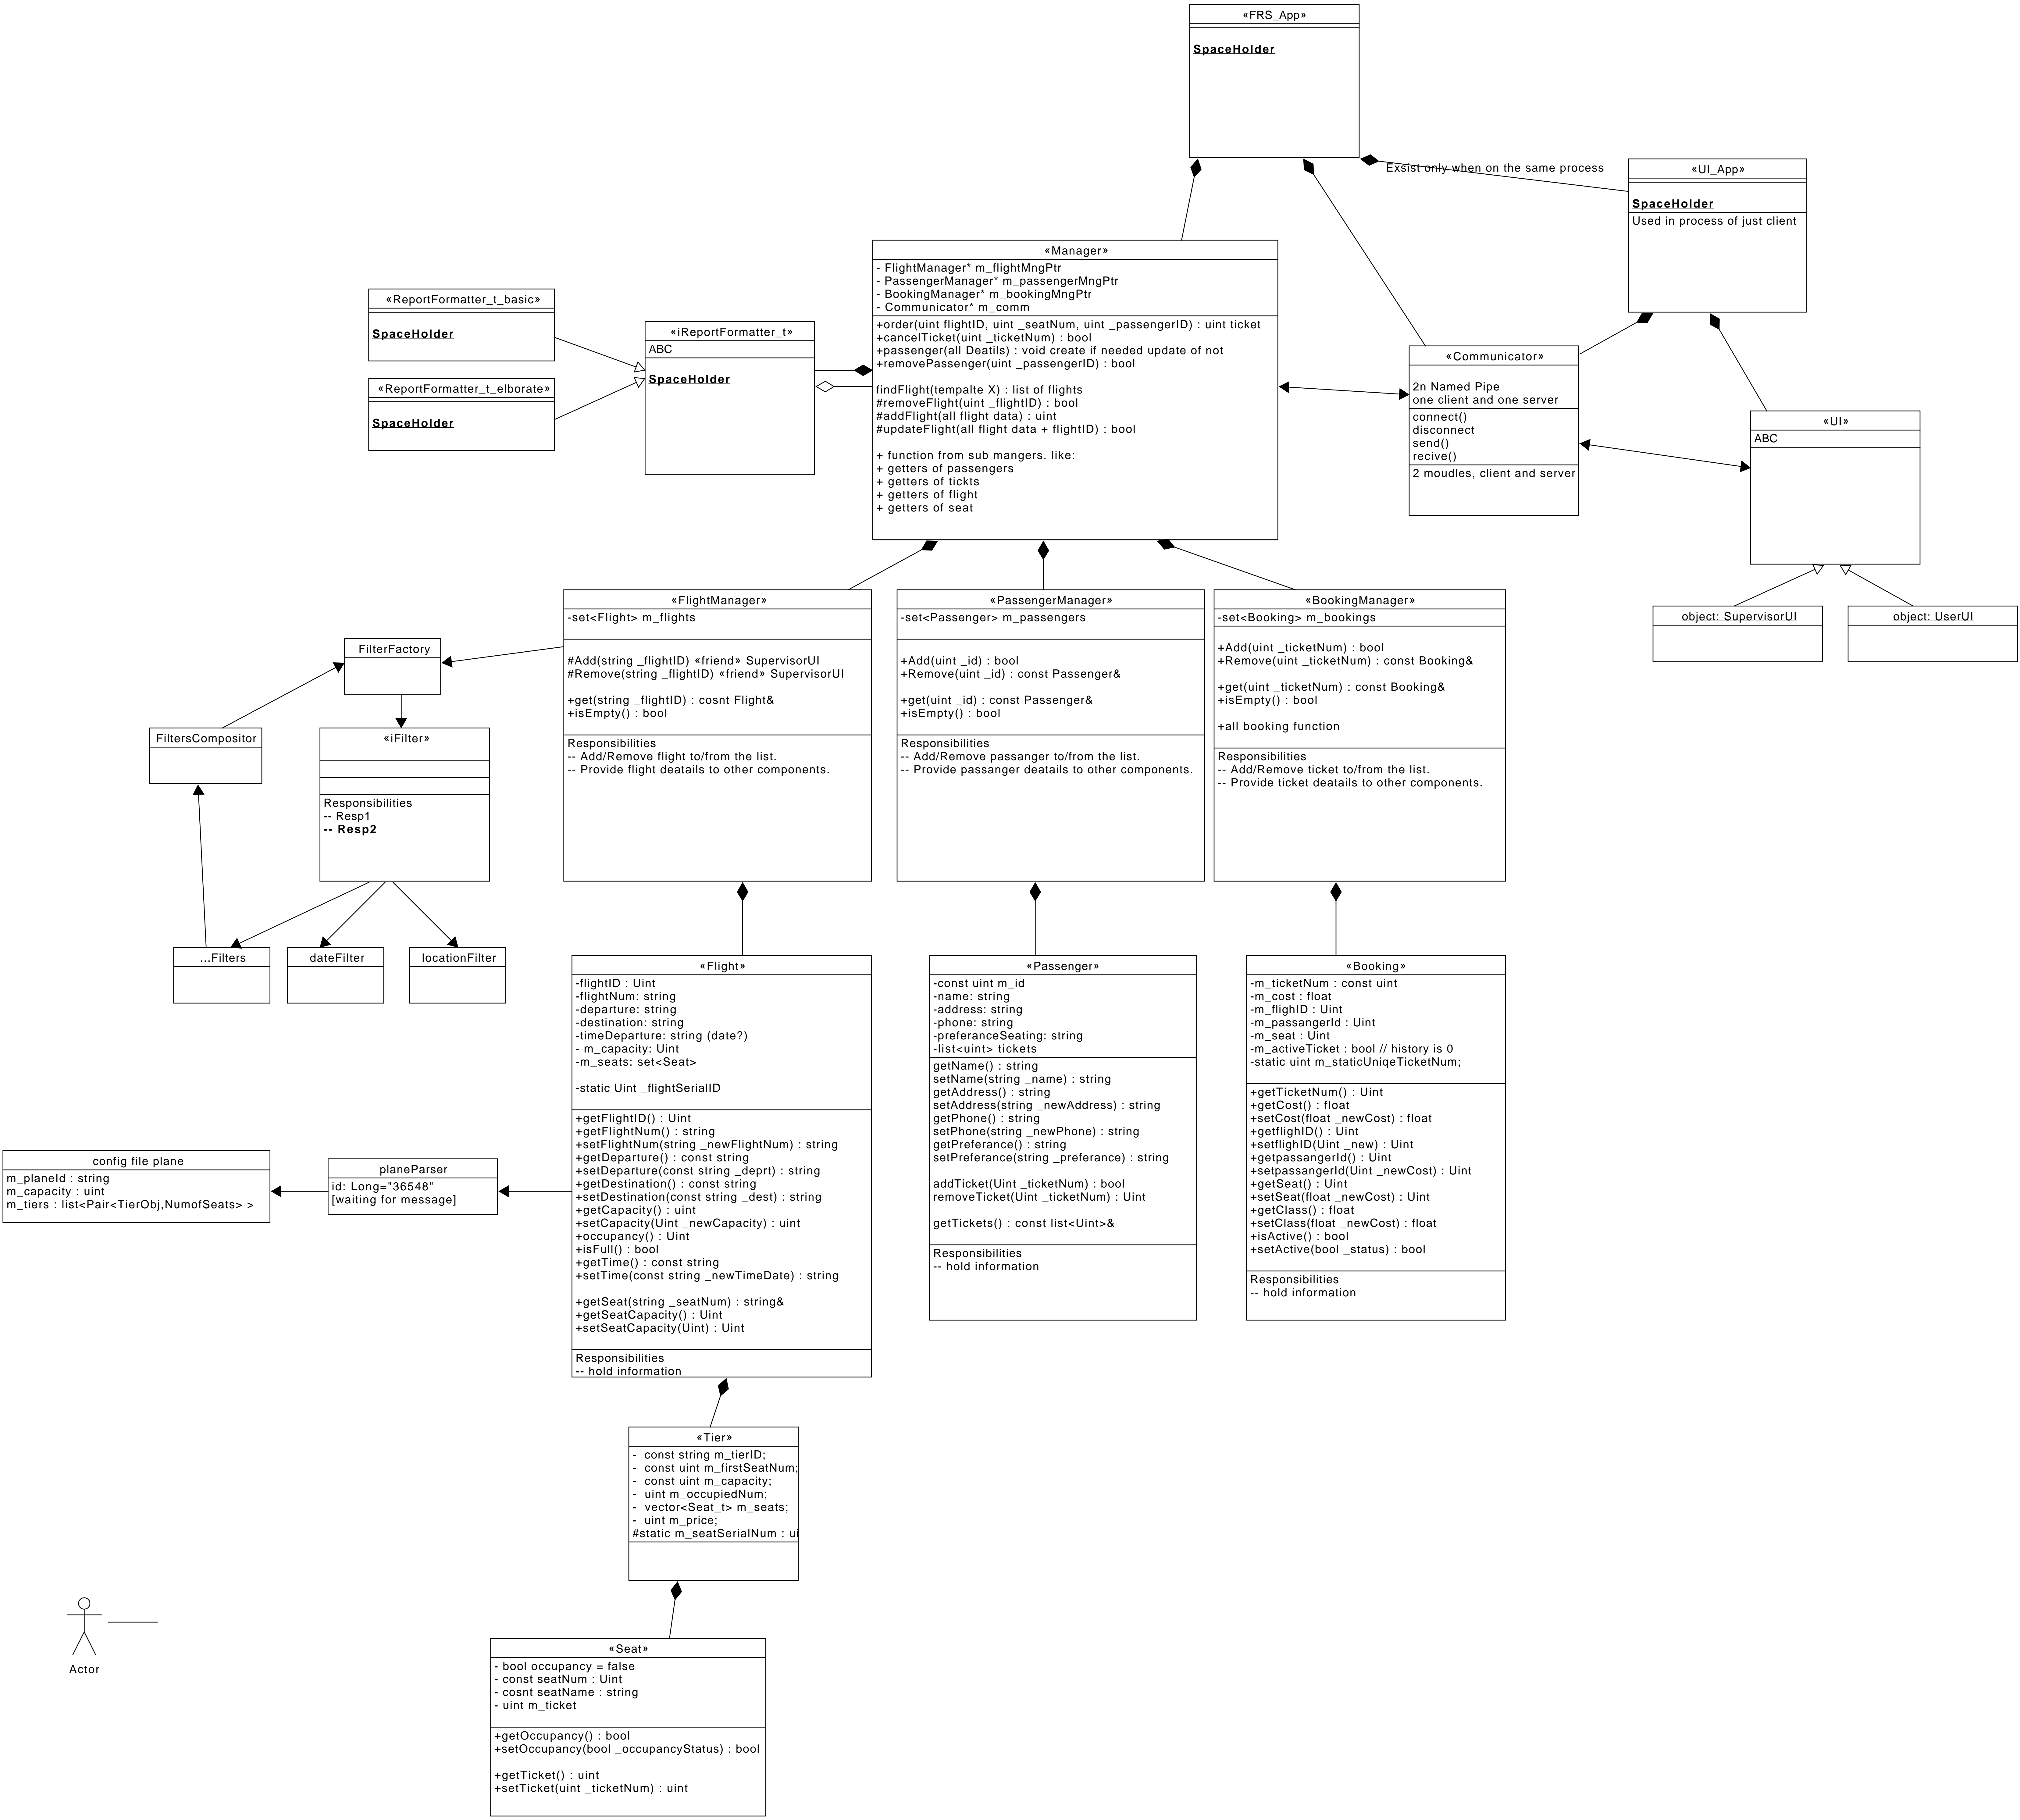 «FRS_App»
SpaceHolder
Exsist only when on the same process
«UI_App»
SpaceHolder
Used in process of just client
«Manager»
- FlightManager* m_flightMngPtr
- PassengerManager* m_passengerMngPtr
- BookingManager* m_bookingMngPtr
- Communicator* m_comm
+order(uint flightID, uint _seatNum, uint _passengerID) : uint ticket
+cancelTicket(uint _ticketNum) : bool
+passenger(all Deatils) : void create if needed update of not
+removePassenger(uint _passengerID) : bool
findFlight(tempalte X) : list of flights
#removeFlight(uint _flightID) : bool
#addFlight(all flight data) : uint
#updateFlight(all flight data + flightID) : bool
+ function from sub mangers. like:
+ getters of passengers
+ getters of tickts
+ getters of flight
+ getters of seat
«ReportFormatter_t_basic»
SpaceHolder
«ReportFormatter_t_elborate»
SpaceHolder
«iReportFormatter_t»
ABC
SpaceHolder
«Communicator»
2n Named Pipe
one client and one server
connect()
disconnect
send()
recive()
2 moudles, client and server
«UI»
ABC
object: SupervisorUI
object: UserUI
«FlightManager»
-set<Flight> m_flights
#Add(string _flightID) «friend» SupervisorUI
#Remove(string _flightID) «friend» SupervisorUI
+get(string _flightID) : cosnt Flight&
+isEmpty() : bool
Responsibilities
-- Add/Remove flight to/from the list.
-- Provide flight deatails to other components.
«PassengerManager»
-set<Passenger> m_passengers
+Add(uint _id) : bool
+Remove(uint _id) : const Passenger&
+get(uint _id) : const Passenger&
+isEmpty() : bool
Responsibilities
-- Add/Remove passanger to/from the list.
-- Provide passanger deatails to other components.
«BookingManager»
-set<Booking> m_bookings
+Add(uint _ticketNum) : bool
+Remove(uint _ticketNum) : const Booking&
+get(uint _ticketNum) : const Booking&
+isEmpty() : bool
+all booking function
Responsibilities
-- Add/Remove ticket to/from the list.
-- Provide ticket deatails to other components.
FilterFactory
FiltersCompositor
«iFilter»
Responsibilities
-- Resp1
-- Resp2
...Filters
dateFilter
locationFilter
«Flight»
-flightID : Uint
-flightNum: string
-departure: string
-destination: string
-timeDeparture: string (date?)
- m_capacity: Uint
-m_seats: set<Seat>
-static Uint _flightSerialID
+getFlightID() : Uint
+getFlightNum() : string
+setFlightNum(string _newFlightNum) : string
+getDeparture() : const string
+setDeparture(const string _deprt) : string
+getDestination() : const string
+setDestination(const string _dest) : string
+getCapacity() : uint
+setCapacity(Uint _newCapacity) : uint
+occupancy() : Uint
+isFull() : bool
+getTime() : const string
+setTime(const string _newTimeDate) : string
+getSeat(string _seatNum) : string&
+getSeatCapacity() : Uint
+setSeatCapacity(Uint) : Uint
Responsibilities
-- hold information
«Passenger»
-const uint m_id
-name: string
-address: string
-phone: string
-preferanceSeating: string
-list<uint> tickets
getName() : string
setName(string _name) : string
getAddress() : string
setAddress(string _newAddress) : string
getPhone() : string
setPhone(string _newPhone) : string
getPreferance() : string
setPreferance(string _preferance) : string
addTicket(Uint _ticketNum) : bool
removeTicket(Uint _ticketNum) : Uint
getTickets() : const list<Uint>&
Responsibilities
-- hold information
«Booking»
-m_ticketNum : const uint
-m_cost : float
-m_flighID : Uint
-m_passangerId : Uint
-m_seat : Uint
-m_activeTicket : bool // history is 0
-static uint m_staticUniqeTicketNum;
+getTicketNum() : Uint
+getCost() : float
+setCost(float _newCost) : float
+getflighID() : Uint
+setflighID(Uint _new) : Uint
+getpassangerId() : Uint
+setpassangerId(Uint _newCost) : Uint
+getSeat() : Uint
+setSeat(float _newCost) : Uint
+getClass() : float
+setClass(float _newCost) : float
+isActive() : bool
+setActive(bool _status) : bool
Responsibilities
-- hold information
config file plane
m_planeId : string
m_capacity : uint
m_tiers : list<Pair<TierObj,NumofSeats> >
planeParser
id: Long="36548"
[waiting for message]
«Tier»
- const string m_tierID;
- const uint m_firstSeatNum;
- const uint m_capacity;
- uint m_occupiedNum;
- vector<Seat_t> m_seats;
- uint m_price;
#static m_seatSerialNum : ui
Actor
«Seat»
- bool occupancy = false
- const seatNum : Uint
- cosnt seatName : string
- uint m_ticket
+getOccupancy() : bool
+setOccupancy(bool _occupancyStatus) : bool
+getTicket() : uint
+setTicket(uint _ticketNum) : uint